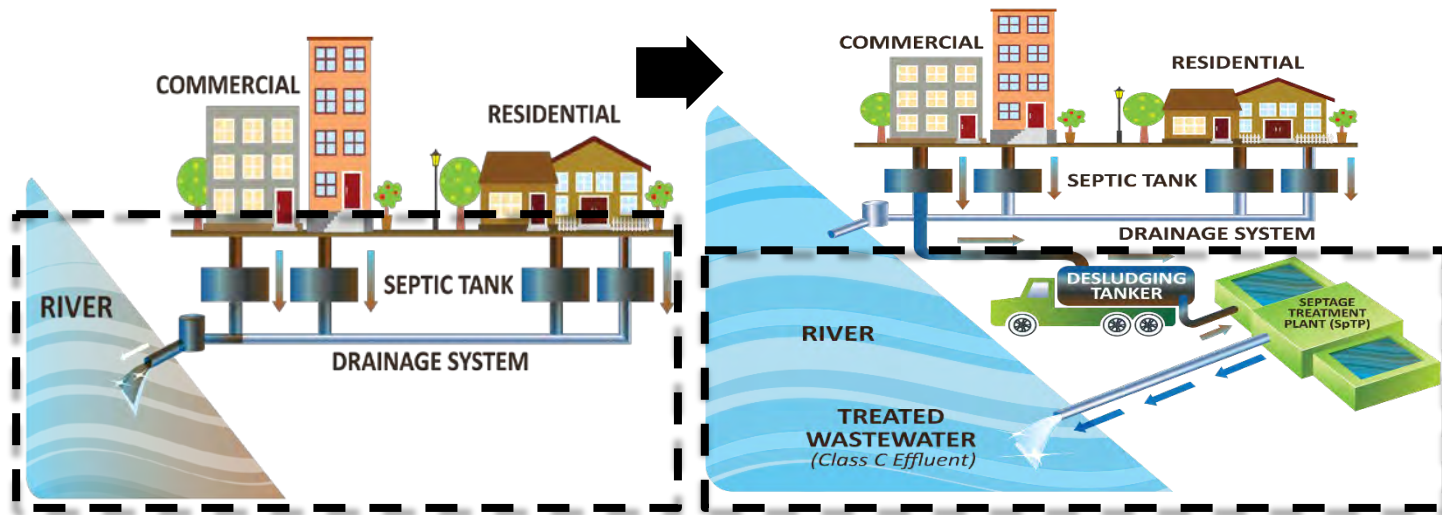 COMMERCIAL
RESIDENTIAL
SEPTIC TANK
RIVER
DRAINAGE SYSTEM
COMMERCIAL
RESIDENTIAL
SEPTIC TANK
DRAINAGE SYSTEM
DESLUDGING
TANKER
SEPTAGE
TREATMENT
PLANT (SpTP)
RIVER
TREATED
WASTEWATER
(Class C Effluent)